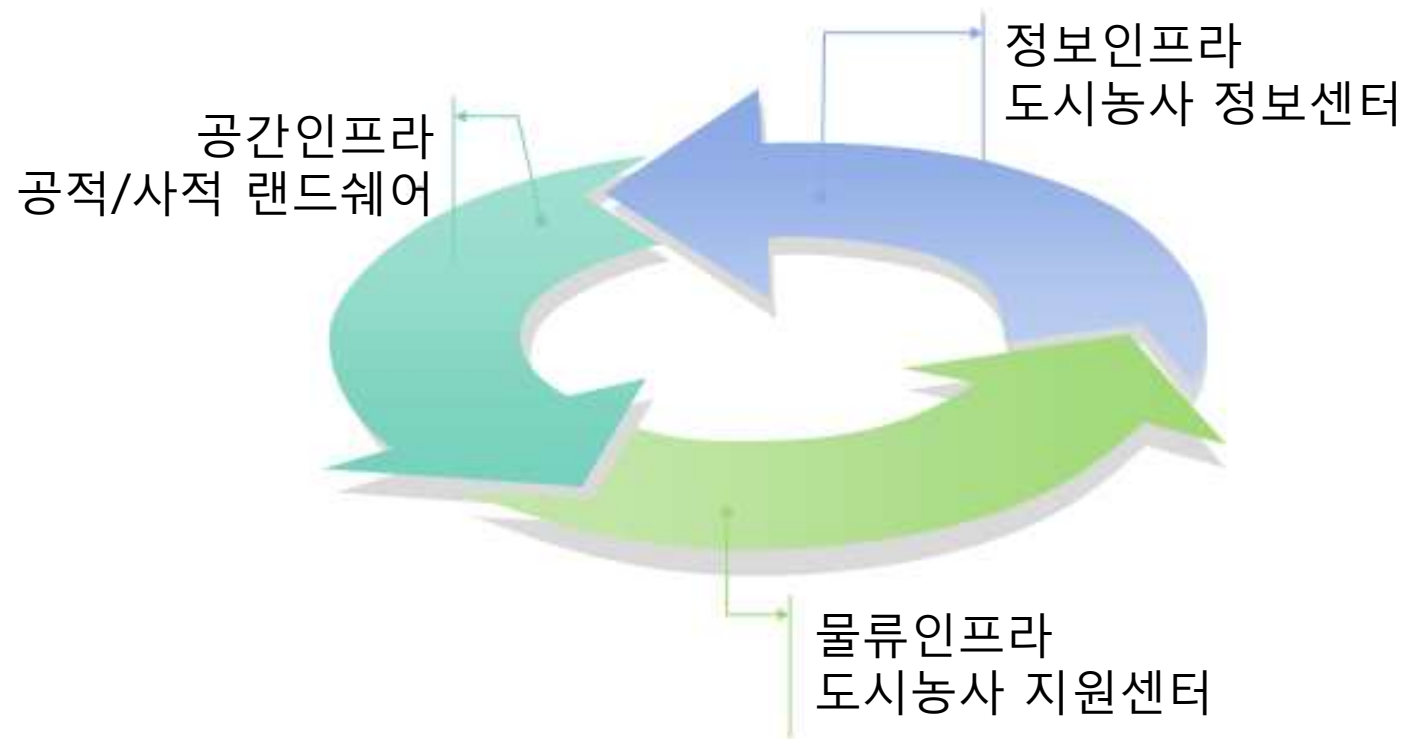 정보인프라
도시농사 정보센터
공간인프라
공적/사적 랜드쉐어
물류인프라
도시농사 지원센터